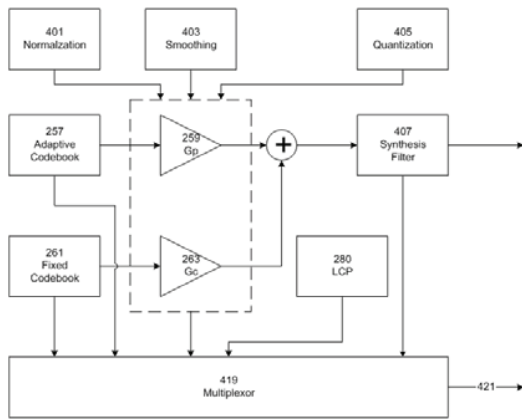 401
Normalzation
403
Smoothing
405
Quantization
257
Adaptive
Codebook
259
Gp
+
407
Synthesis
Filter
261
Fixed
Codebook
263
Gc
280
LCP
419
Multiplexor
421